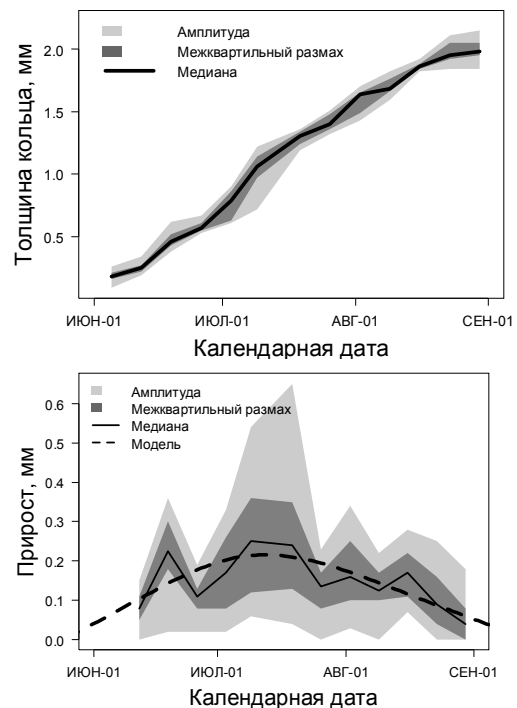 Амплитуда
Межквартильный размах
Медиана
Толщина кольца, мм
2.0
1.5
1.0
0.5
ИЮН-01 ИЮЛ-01 АВГ-01 СЕН-01
Календарная дата
Амплитуда
Межквартильный размах
Медиана
Модель
Прирост, мм
0.6
0.5
0.4
0.3
0.2
0.1
0.0
ИЮН-01 ИЮЛ-01 АВГ-01 СЕН-01
Календарная дата